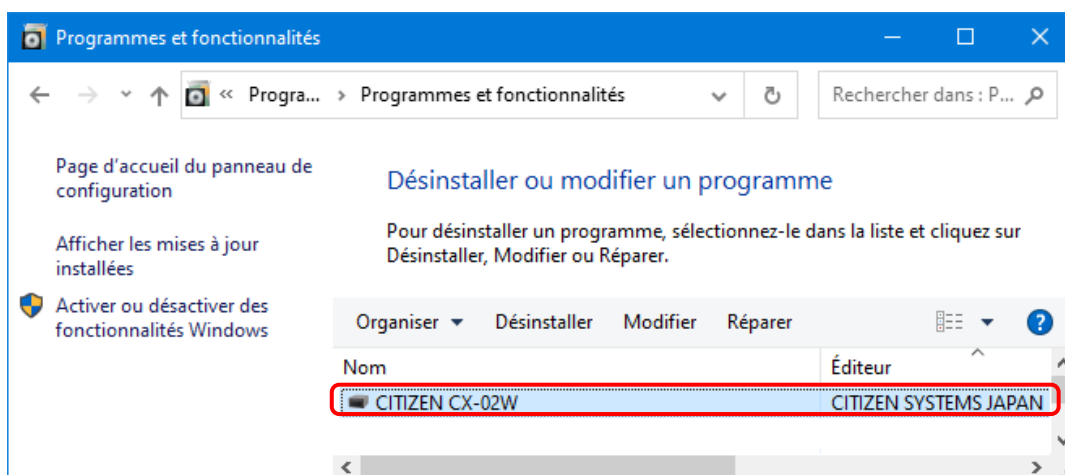 Programmes et fonctionnalités
« Progra... > Programmes et fonctionnalités
Rechercher dans : P...
Page d'accueil du panneau de
configuration
Afficher les mises à jour
installées
Activer ou désactiver des
fonctionnalités Windows
Désinstaller ou modifier un programme
Pour désinstaller un programme, sélectionnez-le dans la liste et cliquez sur
Désinstaller, Modifier ou Réparer.
Organiser Désinstaller Modifier Réparer
Nom Éditeur
CITIZEN CX-02W CITIZEN SYSTEMS JAPAN